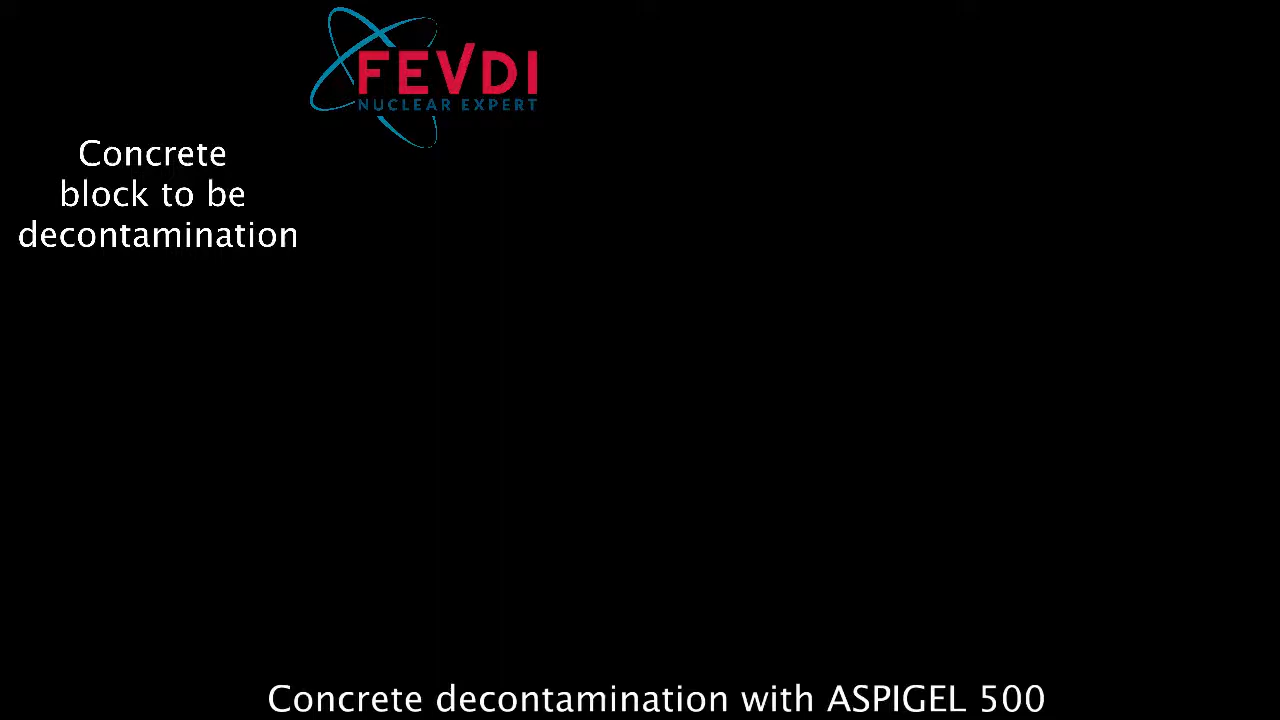 FEVDI
NUCLEAR EXPERT
Concrete
block to be
decontamination
Concrete decontamination with ASPIGEL 500